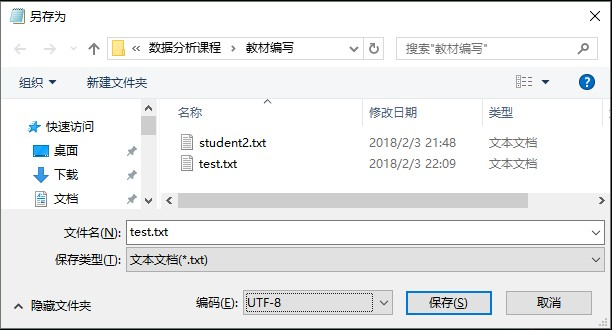 另存为
« 数据分析课程 › 教材编写
搜索"教材编写"
组织 新建文件夹
名称 修改日期 类型
快速访问
桌面
下载
文档
student2.txt 2018/2/3 21:48 文本文档
test.txt 2018/2/3 22:09 文本文档
文件名(N): test.txt
保存类型(T): 文本文档(*.txt)
隐藏文件夹 编码(E): UTF-8 保存(S) 取消